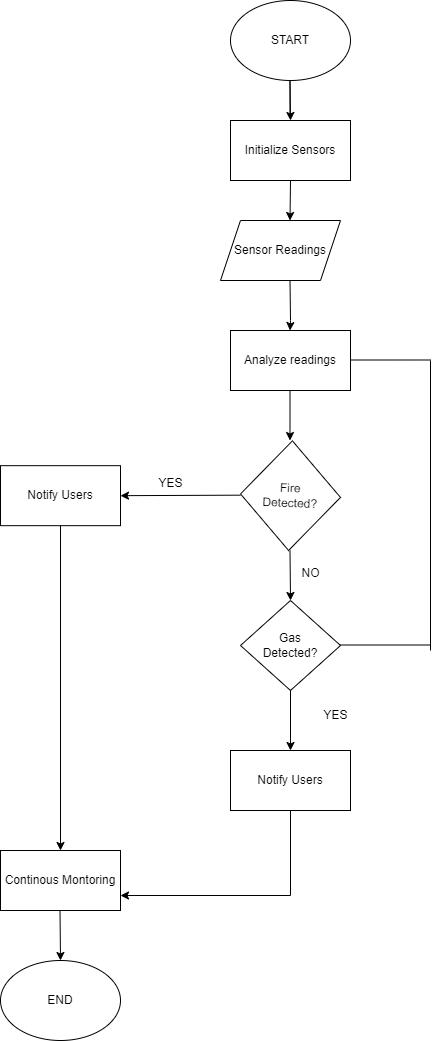 START
Initialize Sensors
Sensor Readings
Analyze readings
Fire
Detected?
YES
Notify Users
NO
Gas
Detected?
YES
Notify Users
Continous Montoring
END